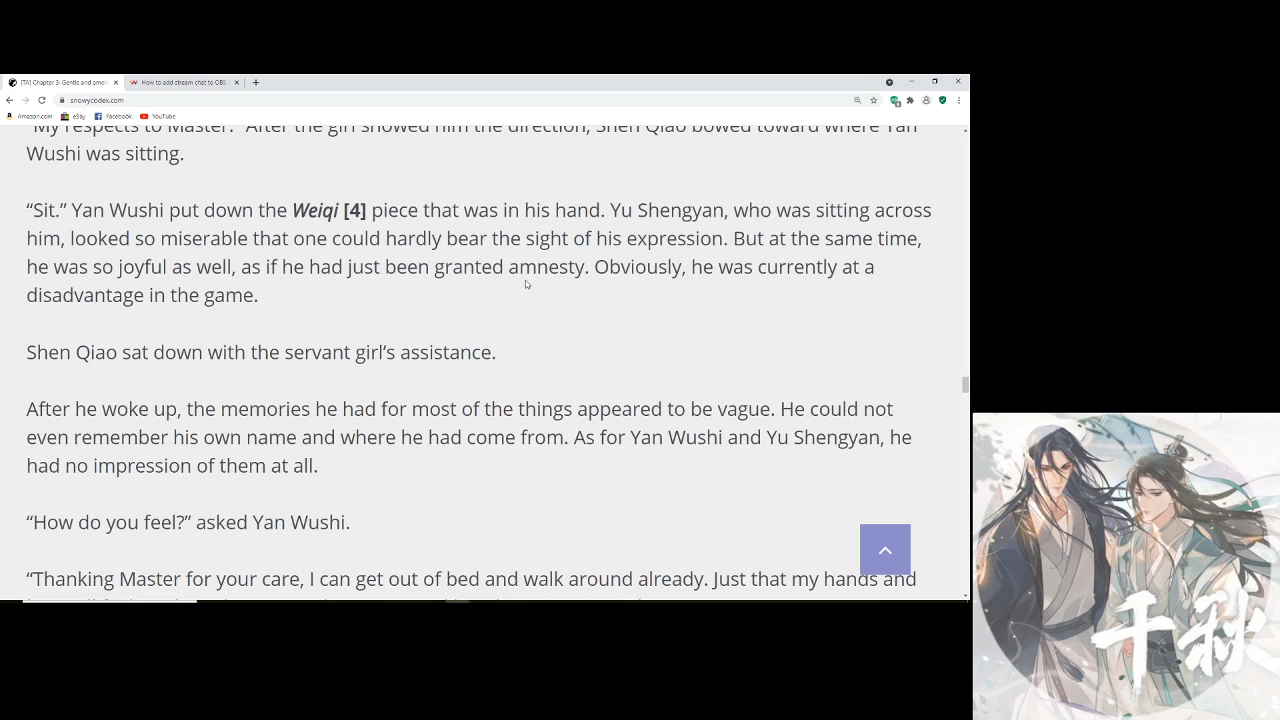 [TA] Chapter 3: Gentle and amen
How to add stream chat to OBS
snowycodex.com
Amazon.com eBay Facebook YouTube
"My respects to Master." After the girl showed him the direction, Shen Qiao bowed toward where Yan
Wushi was sitting.
“Sit.” Yan Wushi put down the Weiqi [4] piece that was in his hand. Yu Shengyan, who was sitting across
him, looked so miserable that one could hardly bear the sight of his expression. But at the same time,
he was so joyful as well, as if he had just been granted amnesty. Obviously, he was currently at a
disadvantage in the game.
Shen Qiao sat down with the servant girl’s assistance.
After he woke up, the memories he had for most of the things appeared to be vague. He could not
even remember his own name and where he had come from. As for Yan Wushi and Yu Shengyan, he
had no impression of them at all.
“How do you feel?” asked Yan Wushi.
“Thanking Master for your care, I can get out of bed and walk around already. Just that my hands and
千秋